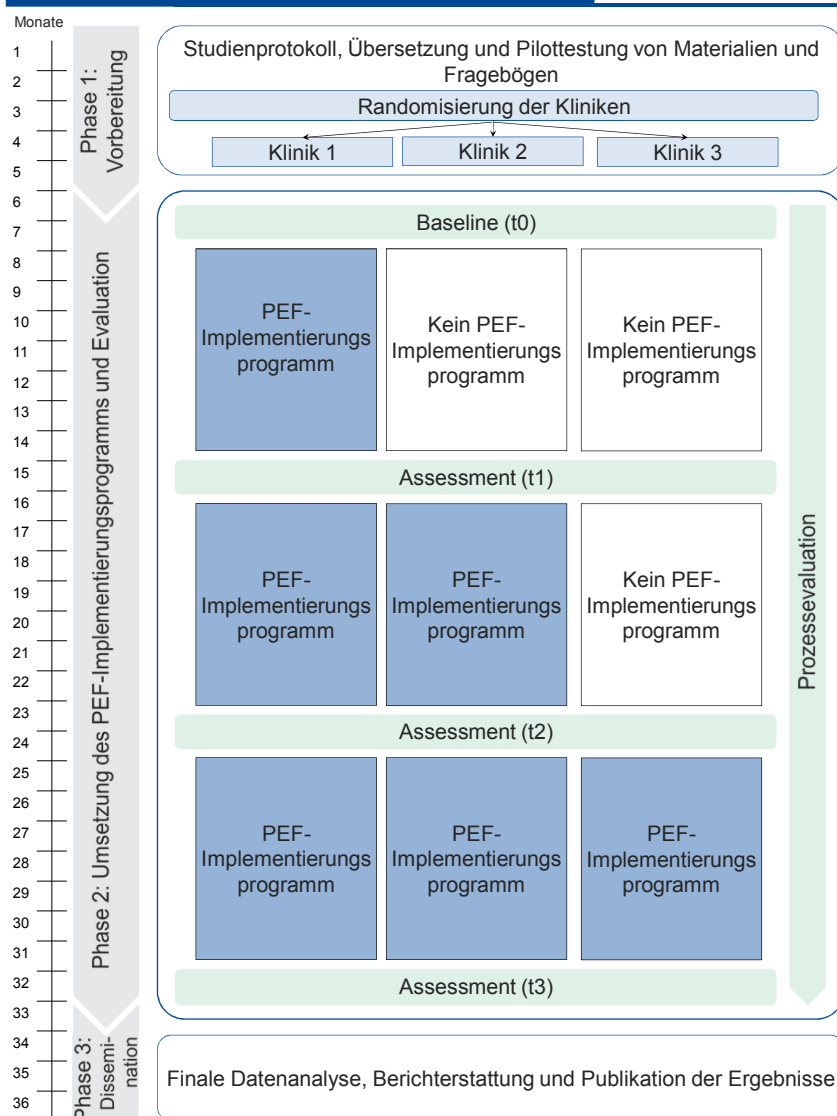 Monate
1
2
3
4
5
6
7
8
9
10
11
12
13
14
15
16
17
18
19
20
21
22
23
24
25
26
27
28
29
30
31
32
33
34
35
36
Phase 1:
Vorbereitung
Phase 2: Umsetzung des PEF-Implementierungsprogramms und Evaluation
Phase 3:
Dissemi-
nation
Studienprotokoll, Übersetzung und Pilottestung von Materialien und
Fragebögen
Randomisierung der Kliniken
Klinik 1
Klinik 2
Klinik 3
Baseline (t0)
PEF-
Implementierungs
programm
Kein PEF-
Implementierungs
programm
Kein PEF-
Implementierungs
programm
Assessment (t1)
PEF-
Implementierungs
programm
PEF-
Implementierungs
programm
Kein PEF-
Implementierungs
programm
Assessment (t2)
PEF-
Implementierungs
programm
PEF-
Implementierungs
programm
PEF-
Implementierungs
programm
Assessment (t3)
Prozessevaluation
Finale Datenanalyse, Berichterstattung und Publikation der Ergebnisse